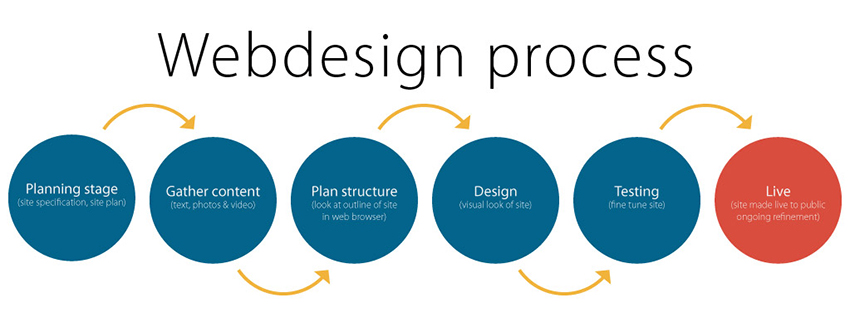 Webdesign process
Planning stage
(site specification, site plan)
Gather content
(text, photos & video)
Plan structure
(look at outline of site
in web browser)
Design
(visual look of site)
Testing
(fine tune site)
Live
(site made live to public
ongoing refinement)